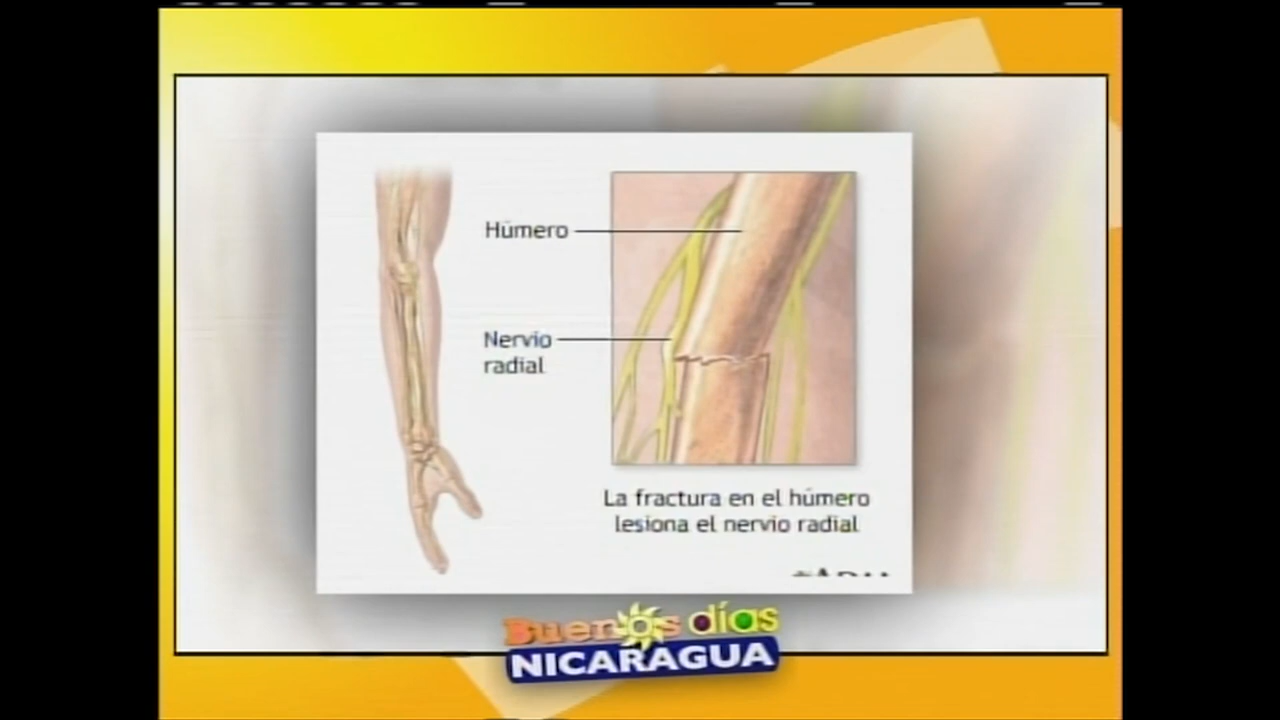 Húmero
Nervio
radial
La fractura en el húmero
lesiona el nervio radial
Buenos días
NICARAGUA